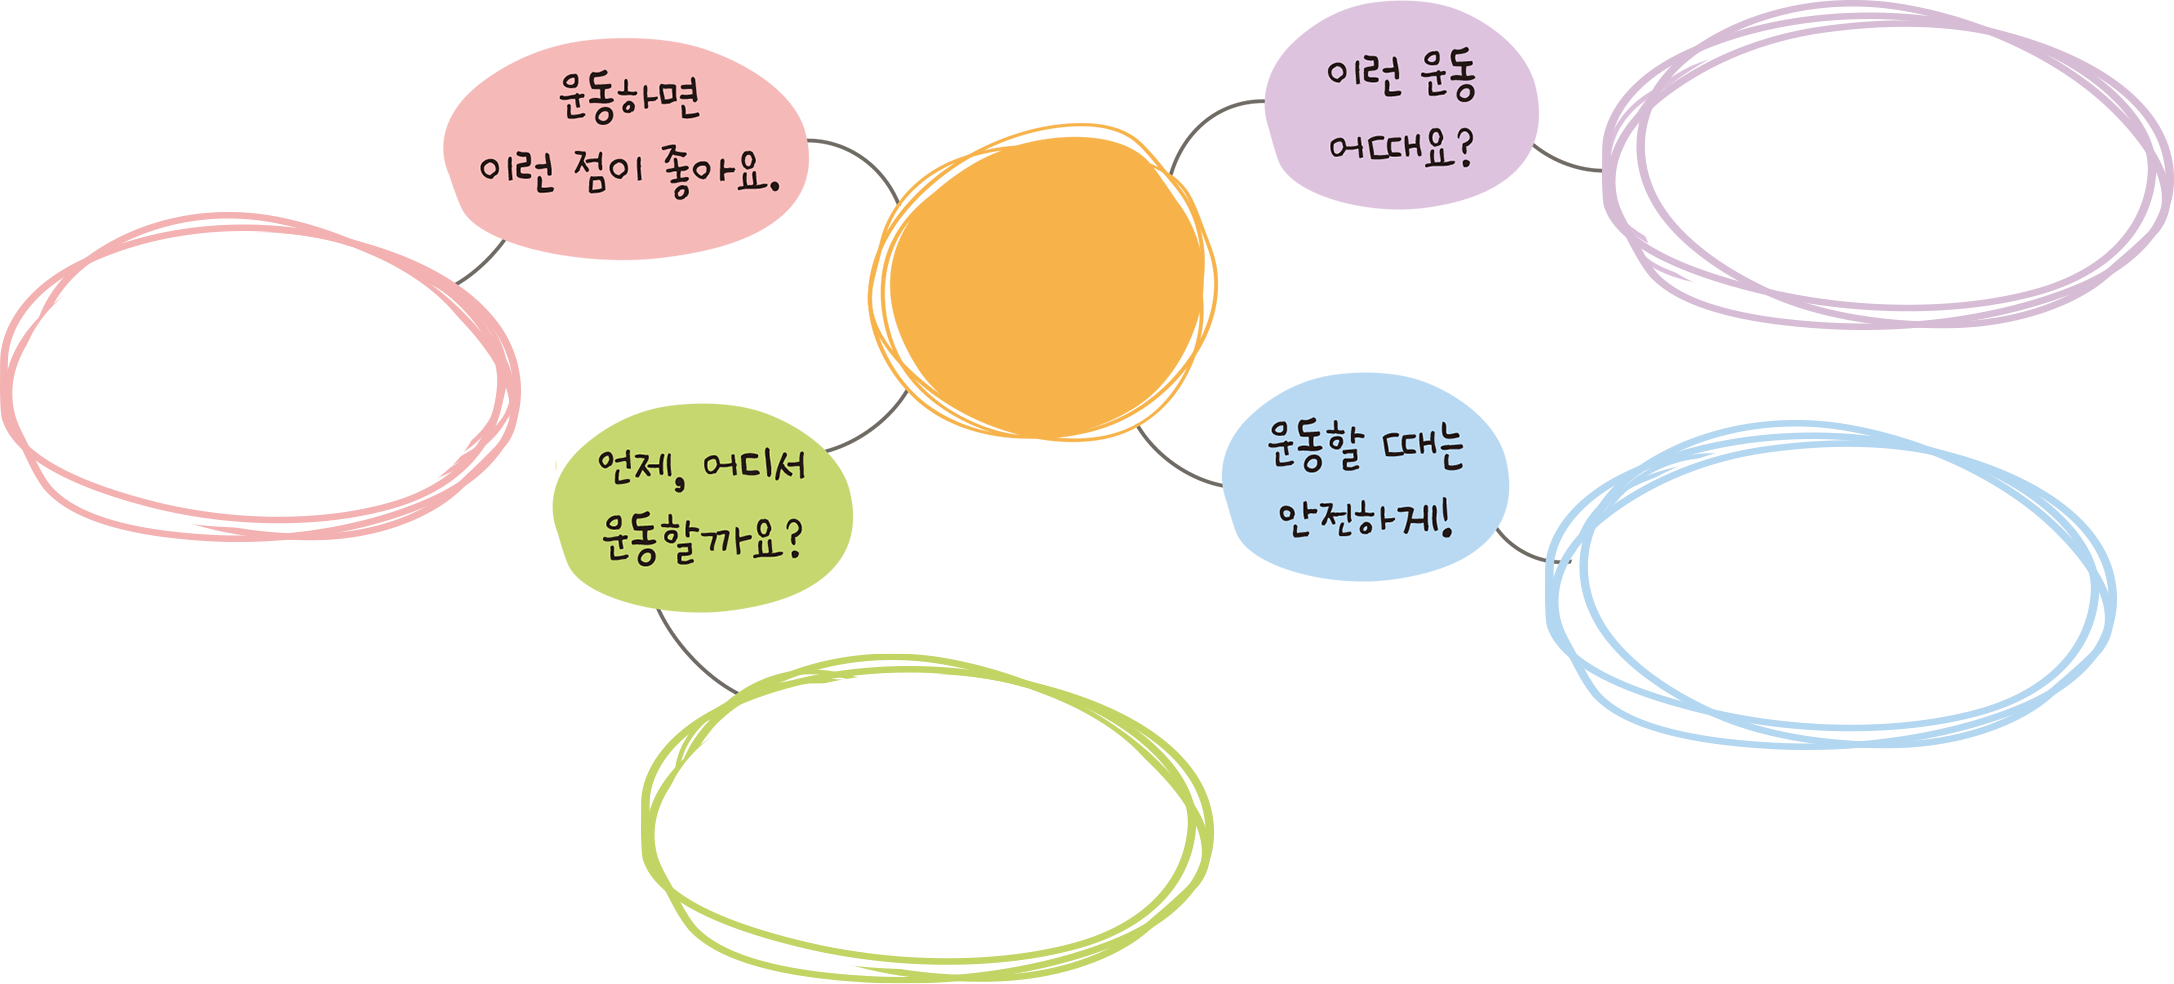 운동하면
이런 점이 좋아요.
이런 운동
어때요?
언제, 어디서
운동할까요?
운동할 때는
안전하게!